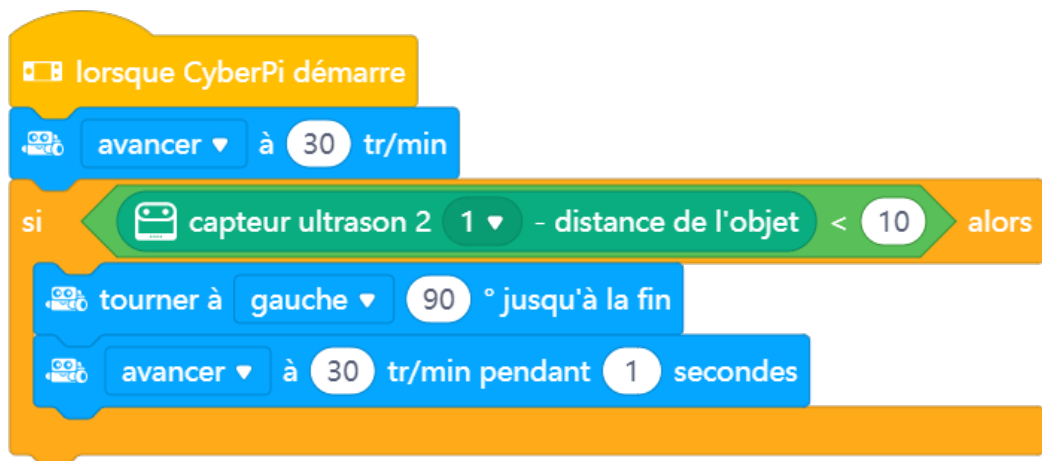 lorsque CyberPi démarre
avancer à 30 tr/min
si capteur ultrason 2 1 - distance de l'objet < 10 alors
tourner à gauche 90 ° jusqu'à la fin
avancer à 30 tr/min pendant 1 secondes